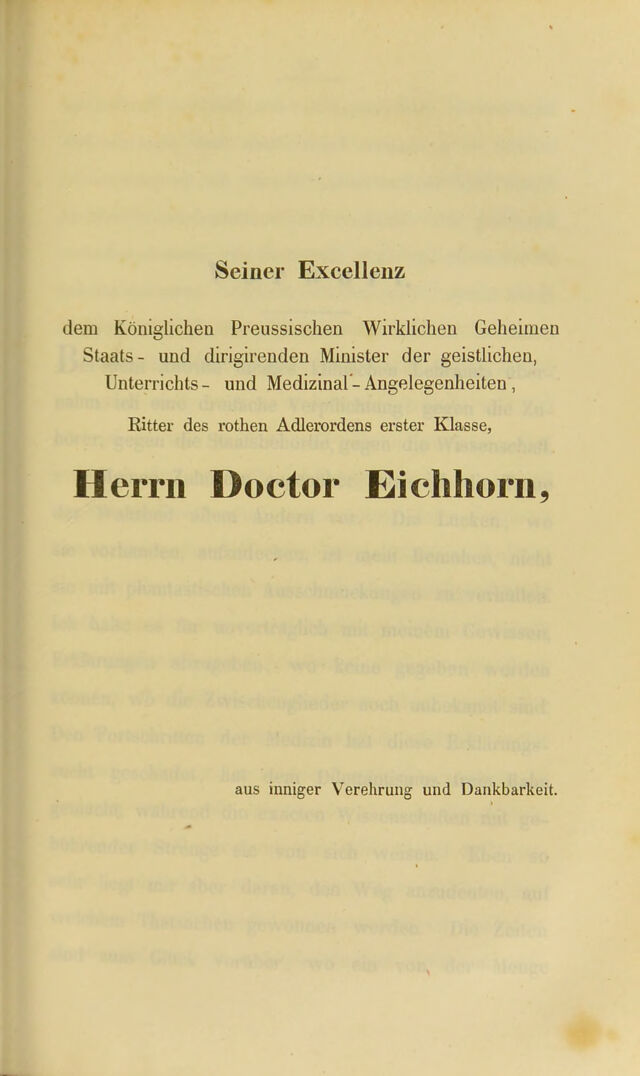 Seiner Excellenz
dem Königlichen Preussischen Wirklichen Geheimen
Staats- und dirigirenden Minister der geistlichen,
Unterrichts- und Medizinal-Angelegenheiten,
Ritter des rothen Adlerordens erster Klasse,
Herrn Doctor Eichhorn,
aus inniger Verehrung und Dankbarkeit.